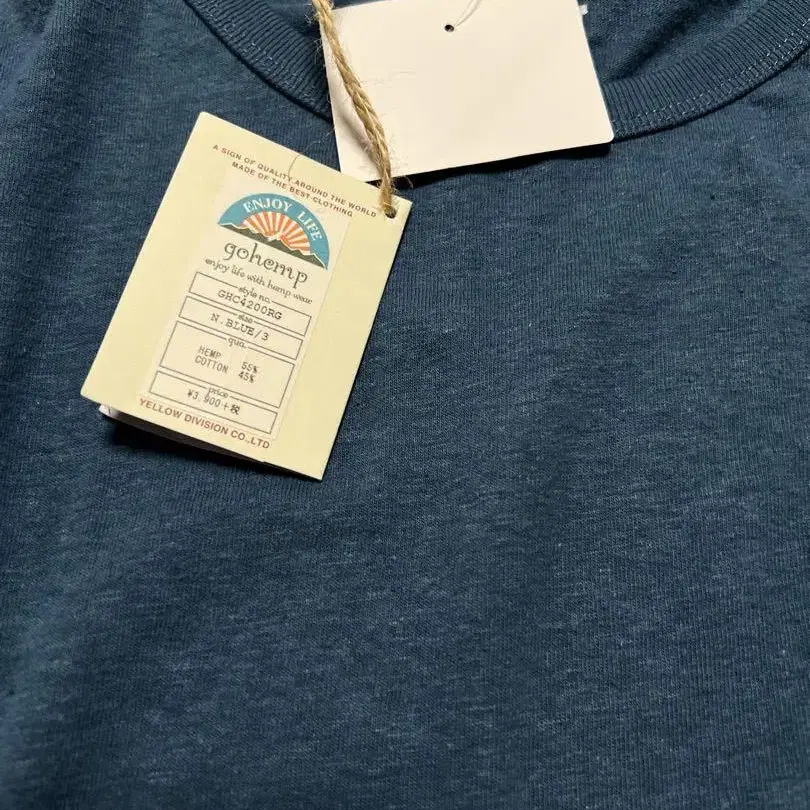 A SIGN OF QUALITY AROUND THE WORLD
MADE OF THE BEST CLOTHING
ENJOY LIFE
gohemp
enjoy life with hemp wear
style no.
GHC4200RG
size
N.BLUE/3
qua.
HEMP 55%
COTTON 45%
price
¥3,900+税
YELLOW DIVISION CO.,LTD